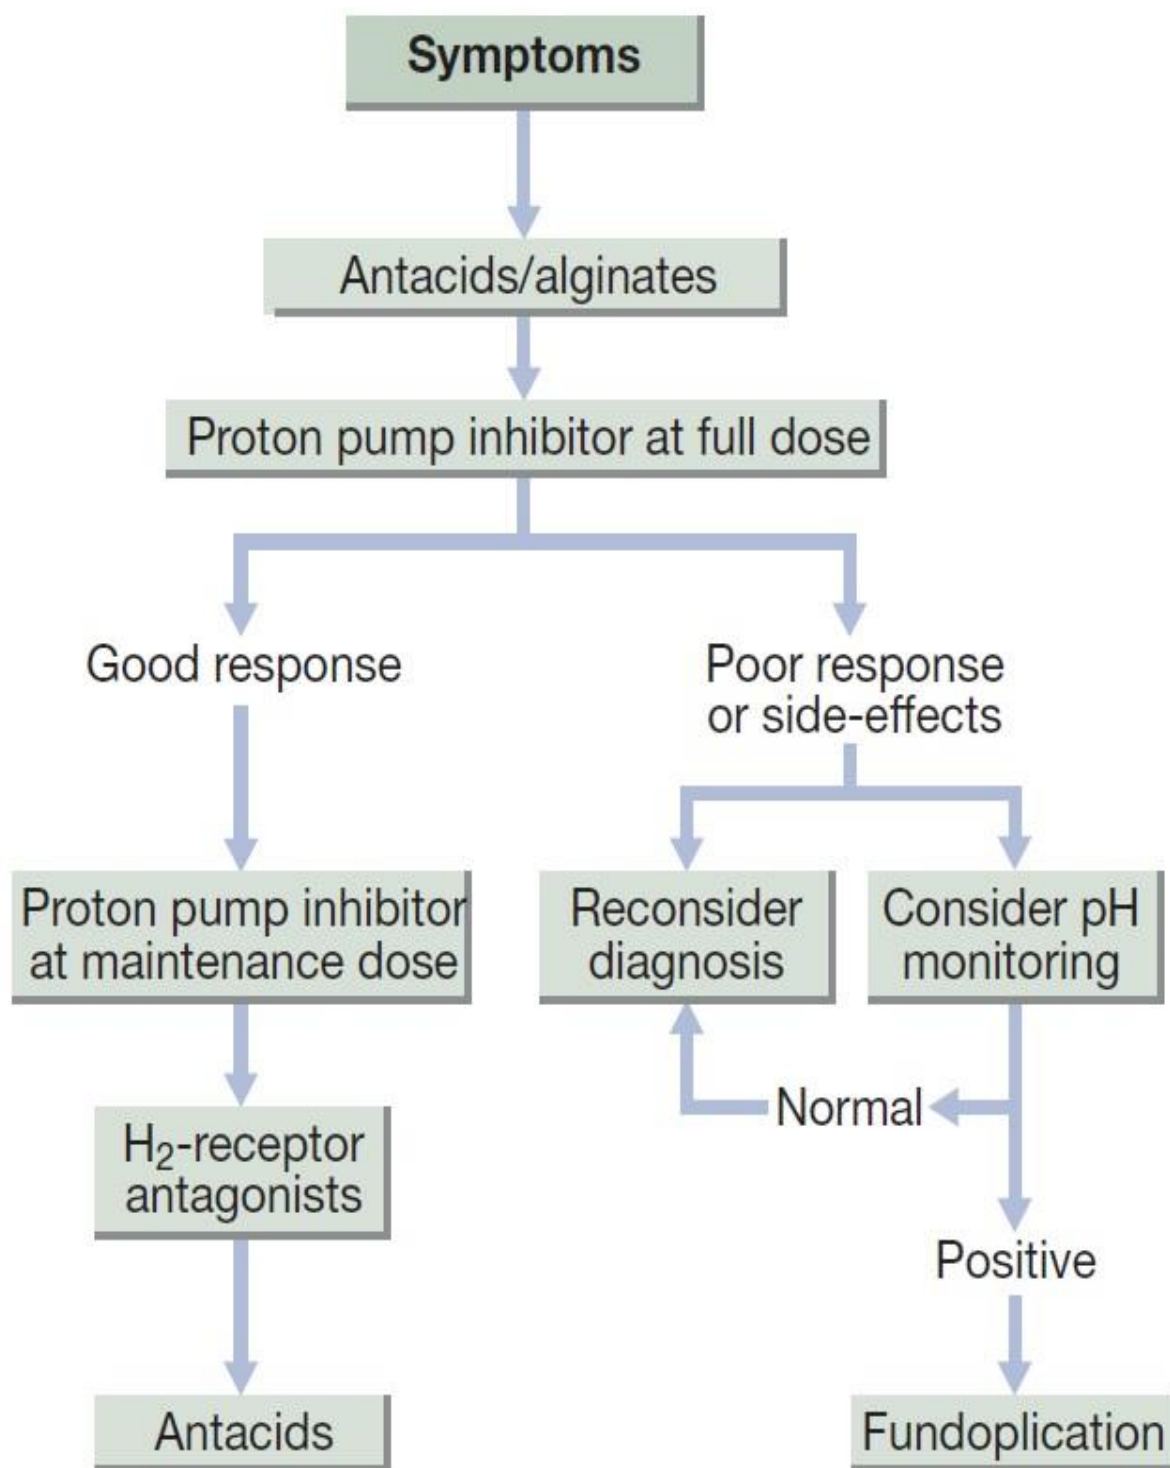 Symptoms
Antacids/alginates
Proton pump inhibitor at full dose
Good response
Poor response
or side-effects
Proton pump inhibitor
at maintenance dose
Reconsider
diagnosis
Consider pH
monitoring
Normal
H₂-receptor
antagonists
Positive
Antacids
Fundoplication